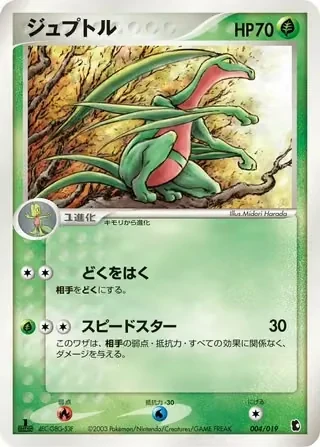 ジュプトル HP70
Illus. Midori Harada
1進化
キモリから進化
どくをはく
相手をどくにする。
スピードスター 30
このワザは、相手の弱点・抵抗力・すべての効果に関係なく、
ダメージを与える。
弱点 抵抗力 -30 にげる
©2003 Pokémon/Nintendo/Creatures/GAME FREAK 004/019